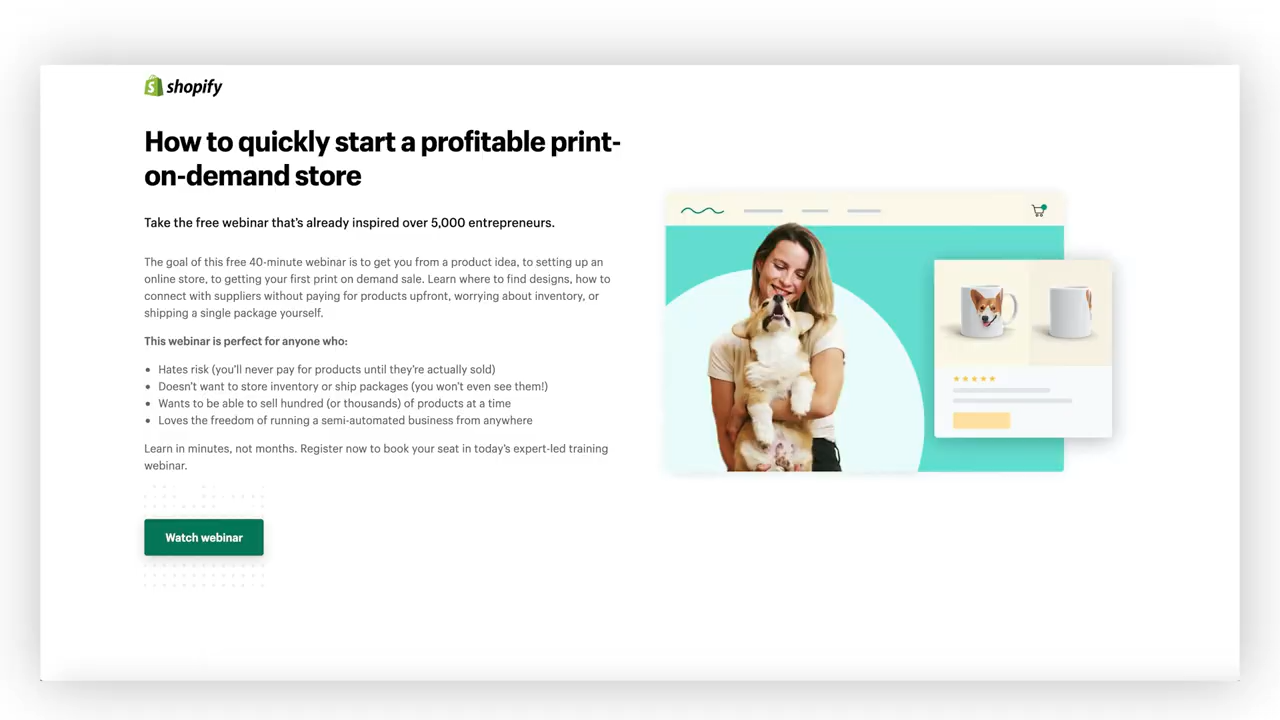 shopify
How to quickly start a profitable print-
on-demand store
Take the free webinar that's already inspired over 5,000 entrepreneurs.
The goal of this free 40-minute webinar is to get you from a product idea, to setting up an
online store, to getting your first print on demand sale. Learn where to find designs, how to
connect with suppliers without paying for products upfront, worrying about inventory, or
shipping a single package yourself.
This webinar is perfect for anyone who:
• Hates risk (you'll never pay for products until they're actually sold)
• Doesn't want to store inventory or ship packages (you won't even see them!)
• Wants to be able to sell hundred (or thousands) of products at a time
• Loves the freedom of running a semi-automated business from anywhere
Learn in minutes, not months. Register now to book your seat in today's expert-led training
webinar.
Watch webinar